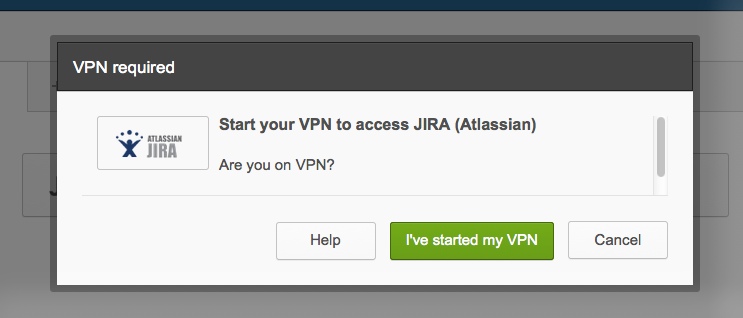 VPN required
ATLASSIAN
JIRA
Start your VPN to access JIRA (Atlassian)
Are you on VPN?
Help
I've started my VPN
Cancel